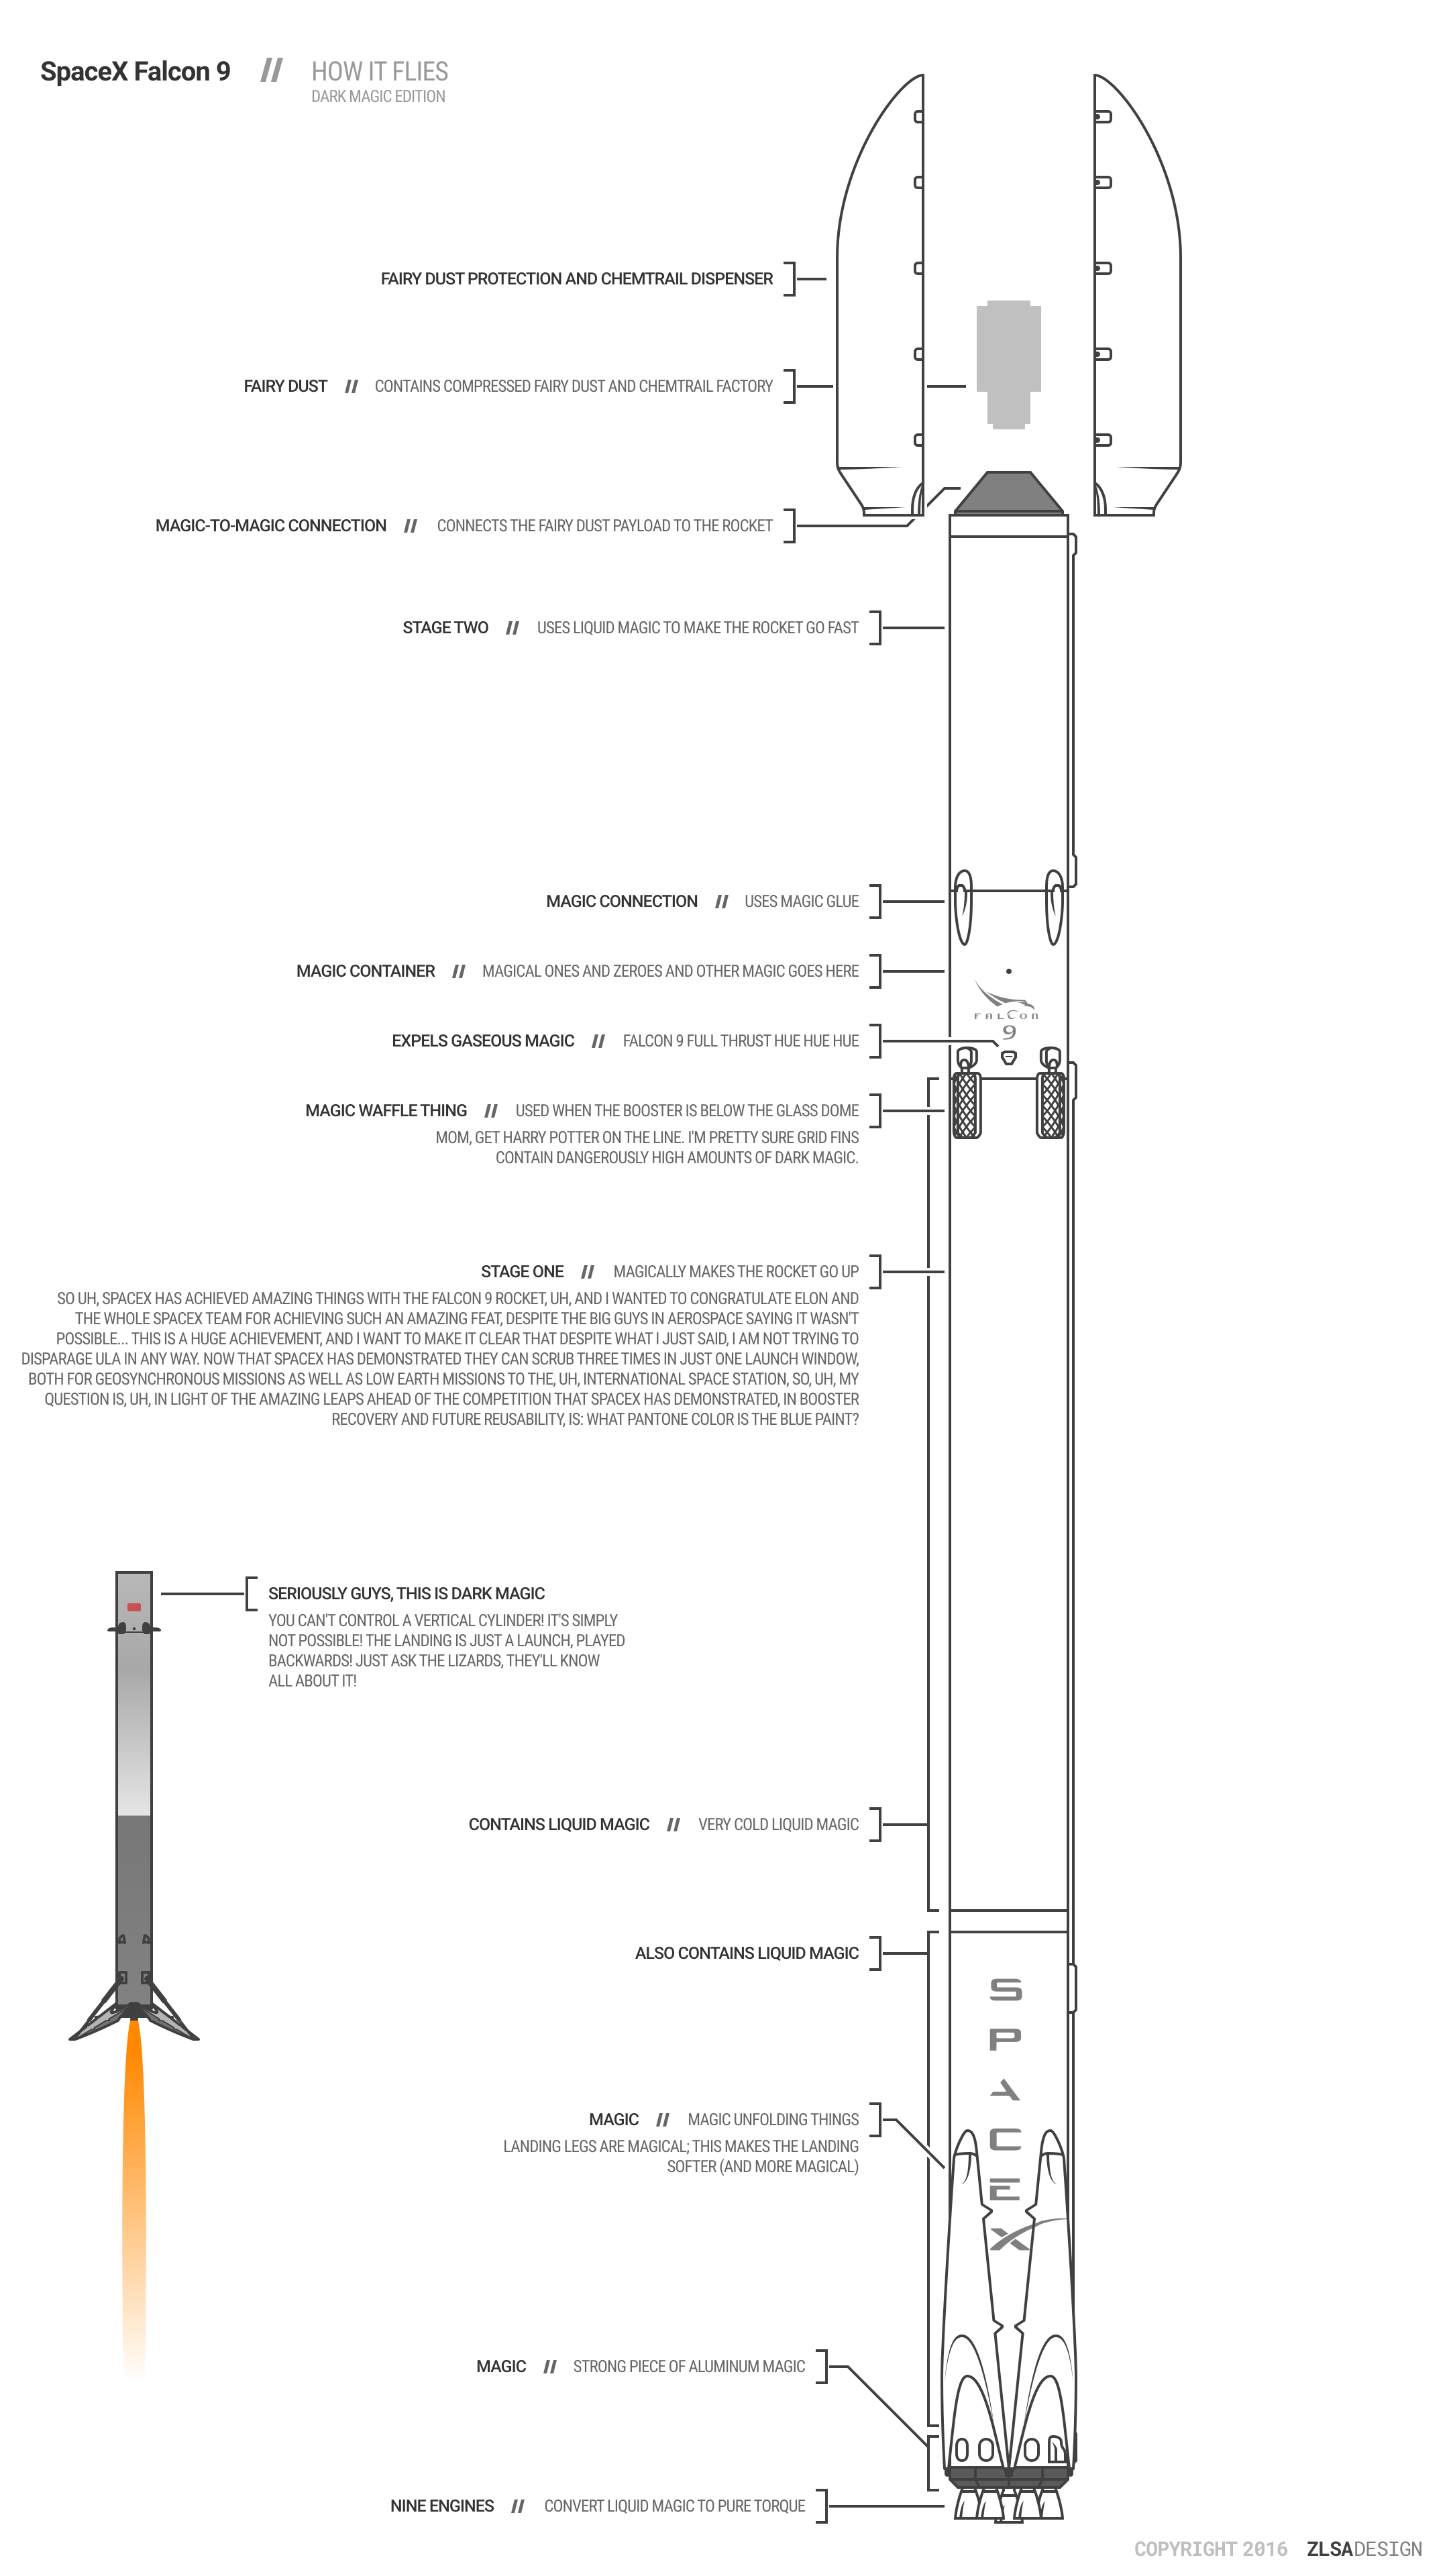 SpaceX Falcon 9 // HOW IT FLIES
DARK MAGIC EDITION
FAIRY DUST PROTECTION AND CHEMTRAIL DISPENSER
FAIRY DUST // CONTAINS COMPRESSED FAIRY DUST AND CHEMTRAIL FACTORY
MAGIC-TO-MAGIC CONNECTION // CONNECTS THE FAIRY DUST PAYLOAD TO THE ROCKET
STAGE TWO // USES LIQUID MAGIC TO MAKE THE ROCKET GO FAST
MAGIC CONNECTION // USES MAGIC GLUE
MAGIC CONTAINER // MAGICAL ONES AND ZEROES AND OTHER MAGIC GOES HERE
FALCON
9
EXPELS GASEOUS MAGIC // FALCON 9 FULL THRUST HUE HUE HUE
MAGIC WAFFLE THING // USED WHEN THE BOOSTER IS BELOW THE GLASS DOME
MOM, GET HARRY POTTER ON THE LINE. I'M PRETTY SURE GRID FINS
CONTAIN DANGEROUSLY HIGH AMOUNTS OF DARK MAGIC.
STAGE ONE // MAGICALLY MAKES THE ROCKET GO UP
SO UH, SPACEX HAS ACHIEVED AMAZING THINGS WITH THE FALCON 9 ROCKET, UH, AND I WANTED TO CONGRATULATE ELON AND
THE WHOLE SPACEX TEAM FOR ACHIEVING SUCH AN AMAZING FEAT, DESPITE THE BIG GUYS IN AEROSPACE SAYING IT WASN'T
POSSIBLE... THIS IS A HUGE ACHIEVEMENT, AND I WANT TO MAKE IT CLEAR THAT DESPITE WHAT I JUST SAID, I AM NOT TRYING TO
DISPARAGE ULA IN ANY WAY. NOW THAT SPACEX HAS DEMONSTRATED THEY CAN SCRUB THREE TIMES IN JUST ONE LAUNCH WINDOW,
BOTH FOR GEOSYNCHRONOUS MISSIONS AS WELL AS LOW EARTH MISSIONS TO THE, UH, INTERNATIONAL SPACE STATION, SO, UH, MY
QUESTION IS, UH, IN LIGHT OF THE AMAZING LEAPS AHEAD OF THE COMPETITION THAT SPACEX HAS DEMONSTRATED, IN BOOSTER
RECOVERY AND FUTURE REUSABILITY, IS: WHAT PANTONE COLOR IS THE BLUE PAINT?
SERIOUSLY GUYS, THIS IS DARK MAGIC
YOU CAN'T CONTROL A VERTICAL CYLINDER! IT'S SIMPLY
NOT POSSIBLE! THE LANDING IS JUST A LAUNCH, PLAYED
BACKWARDS! JUST ASK THE LIZARDS, THEY'LL KNOW
ALL ABOUT IT!
CONTAINS LIQUID MAGIC // VERY COLD LIQUID MAGIC
ALSO CONTAINS LIQUID MAGIC
SPACEX
MAGIC // MAGIC UNFOLDING THINGS
LANDING LEGS ARE MAGICAL; THIS MAKES THE LANDING
SOFTER (AND MORE MAGICAL)
MAGIC // STRONG PIECE OF ALUMINUM MAGIC
NINE ENGINES // CONVERT LIQUID MAGIC TO PURE TORQUE
COPYRIGHT 2016 ZLSADESIGN